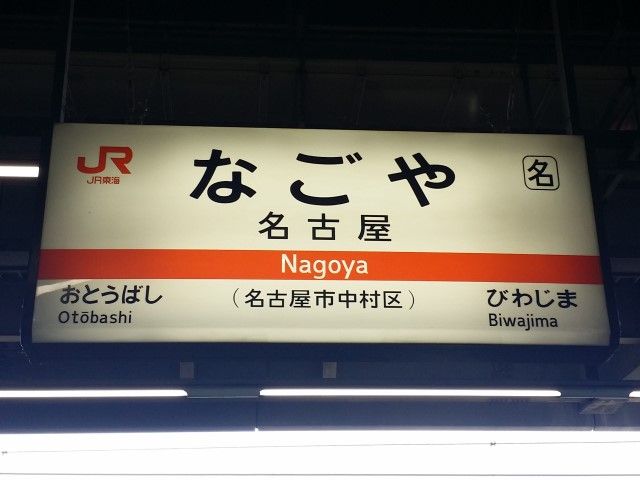 JR
JR東海
なごや
名
名古屋
Nagoya
おとうばし
Otōbashi
（名古屋市中村区）
びわじま
Biwajima